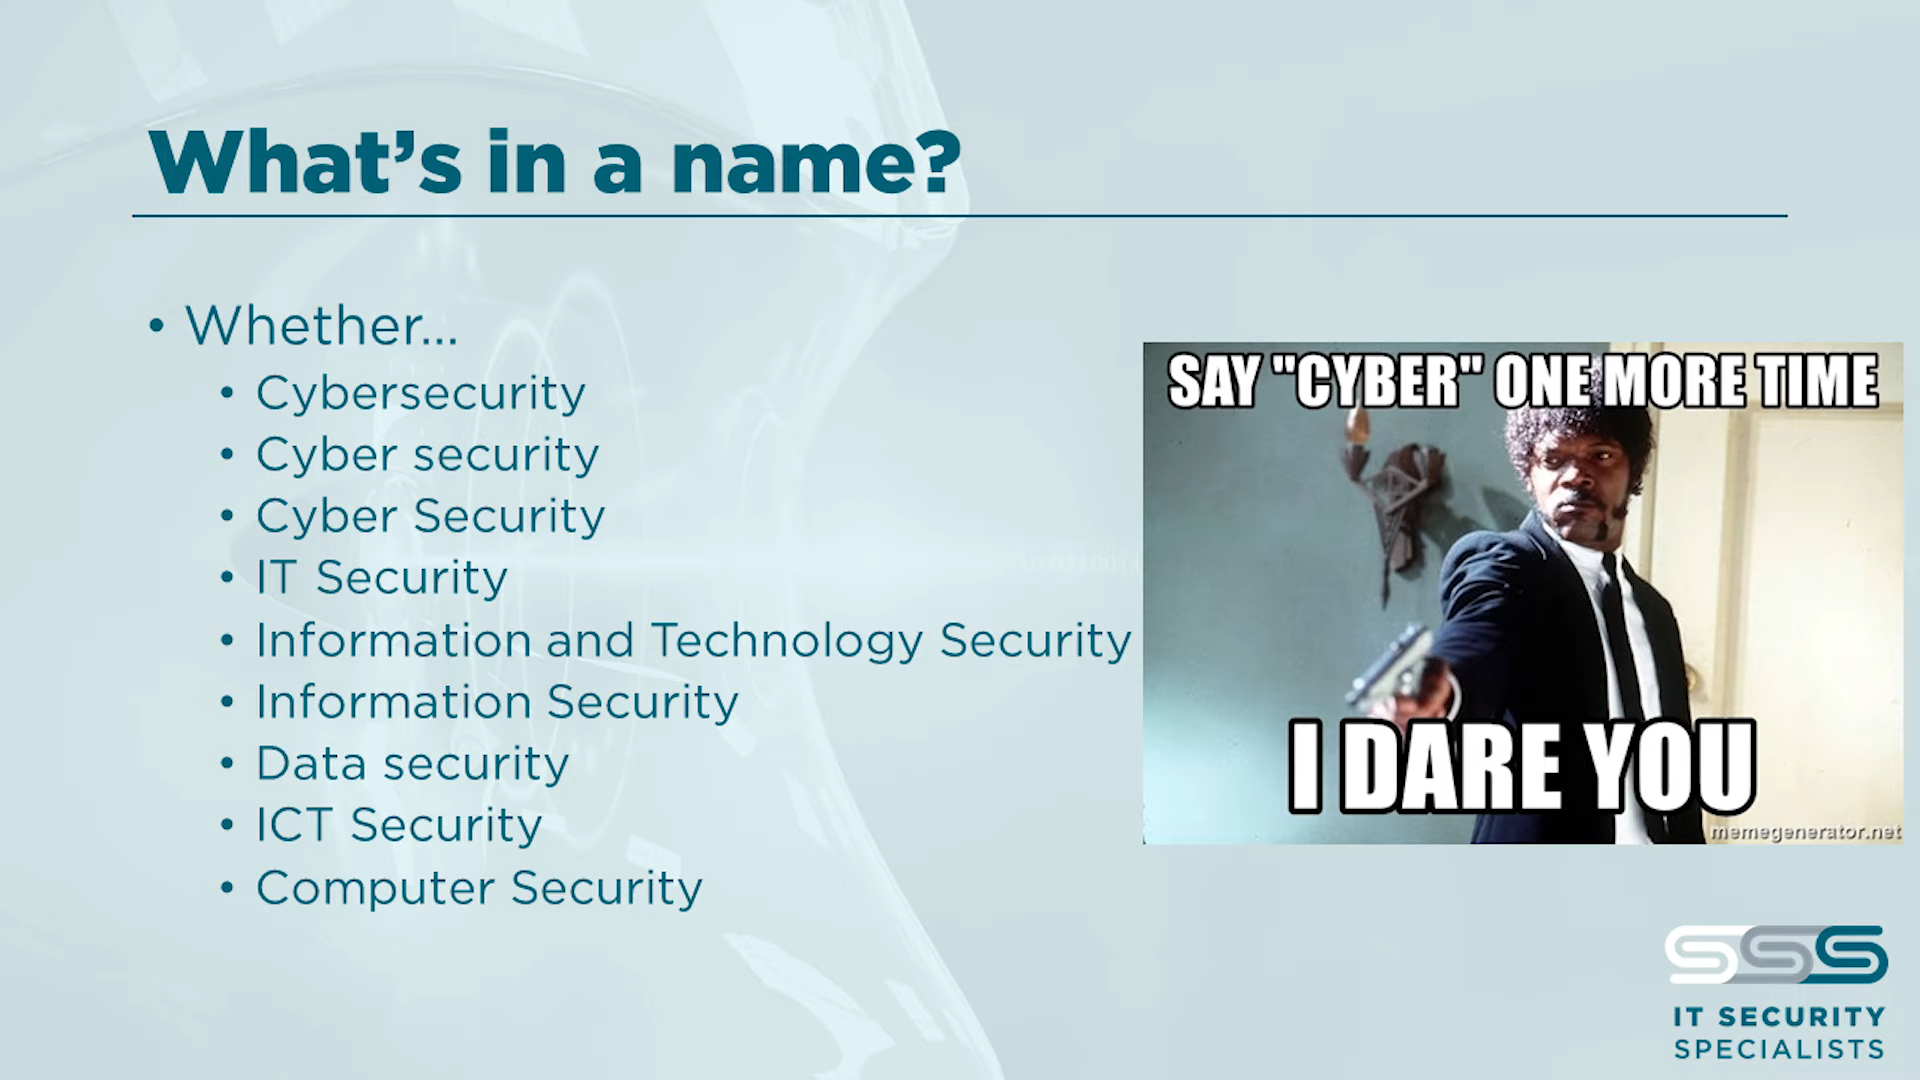 What's in a name?
• Whether...
• Cybersecurity
• Cyber security
• Cyber Security
• IT Security
• Information and Technology Security
• Information Security
• Data security
• ICT Security
• Computer Security
SAY "CYBER" ONE MORE TIME
I DARE YOU
memegenerator.net
SSS
IT SECURITY
SPECIALISTS